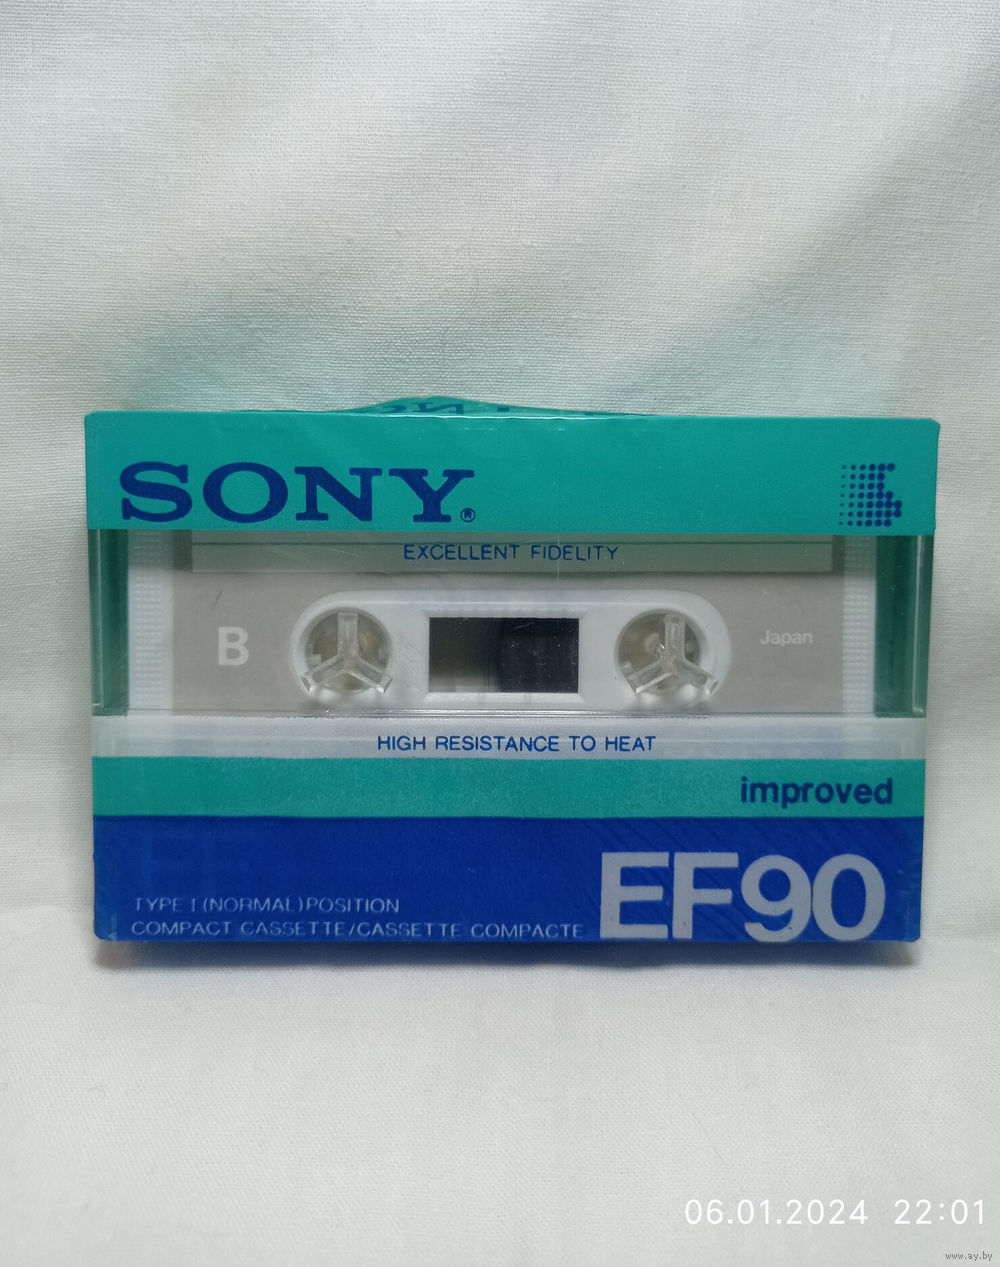 SONY®
EXCELLENT FIDELITY
B
Japan
HIGH RESISTANCE TO HEAT
improved
EF90
TYPE I (NORMAL) POSITION
COMPACT CASSETTE/CASSETTE COMPACTE
06.01.2024 22:01
www.ay.by